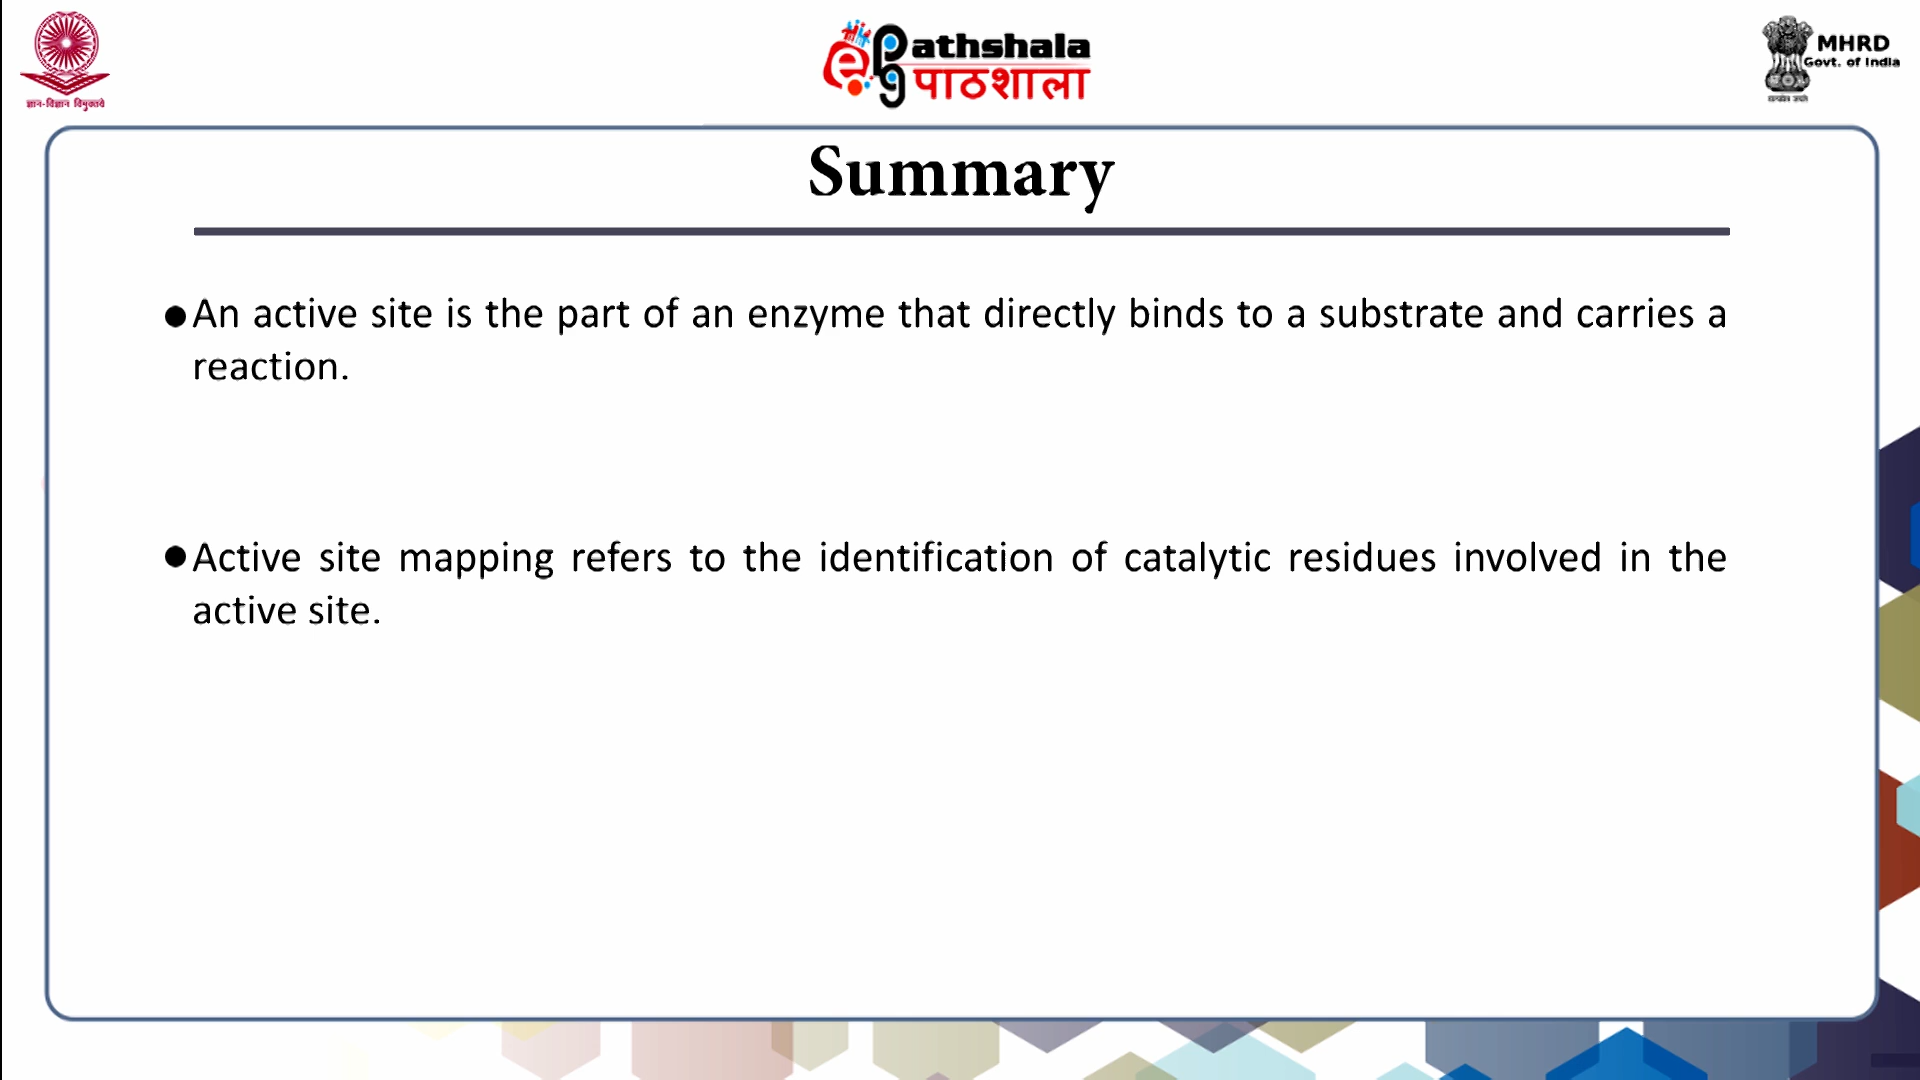 ज्ञान-विज्ञान विमुक्तये
e PG Pathshala
पाठशाला
MHRD
Govt. of India
Summary
●An active site is the part of an enzyme that directly binds to a substrate and carries a
reaction.
●Active site mapping refers to the identification of catalytic residues involved in the
active site.